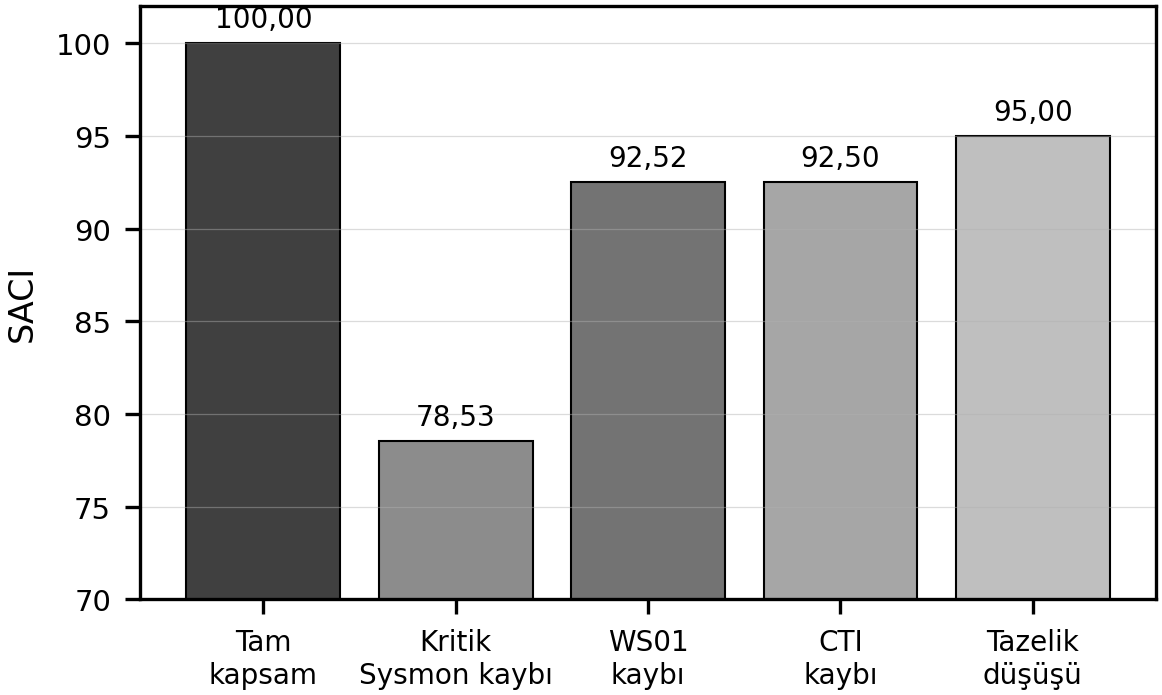 SACI
100
95
90
85
80
75
70
100,00
78,53
92,52
92,50
95,00
Tam
kapsam
Kritik
Sysmon kaybı
WS01
kaybı
CTI
kaybı
Tazelik
düşüşü